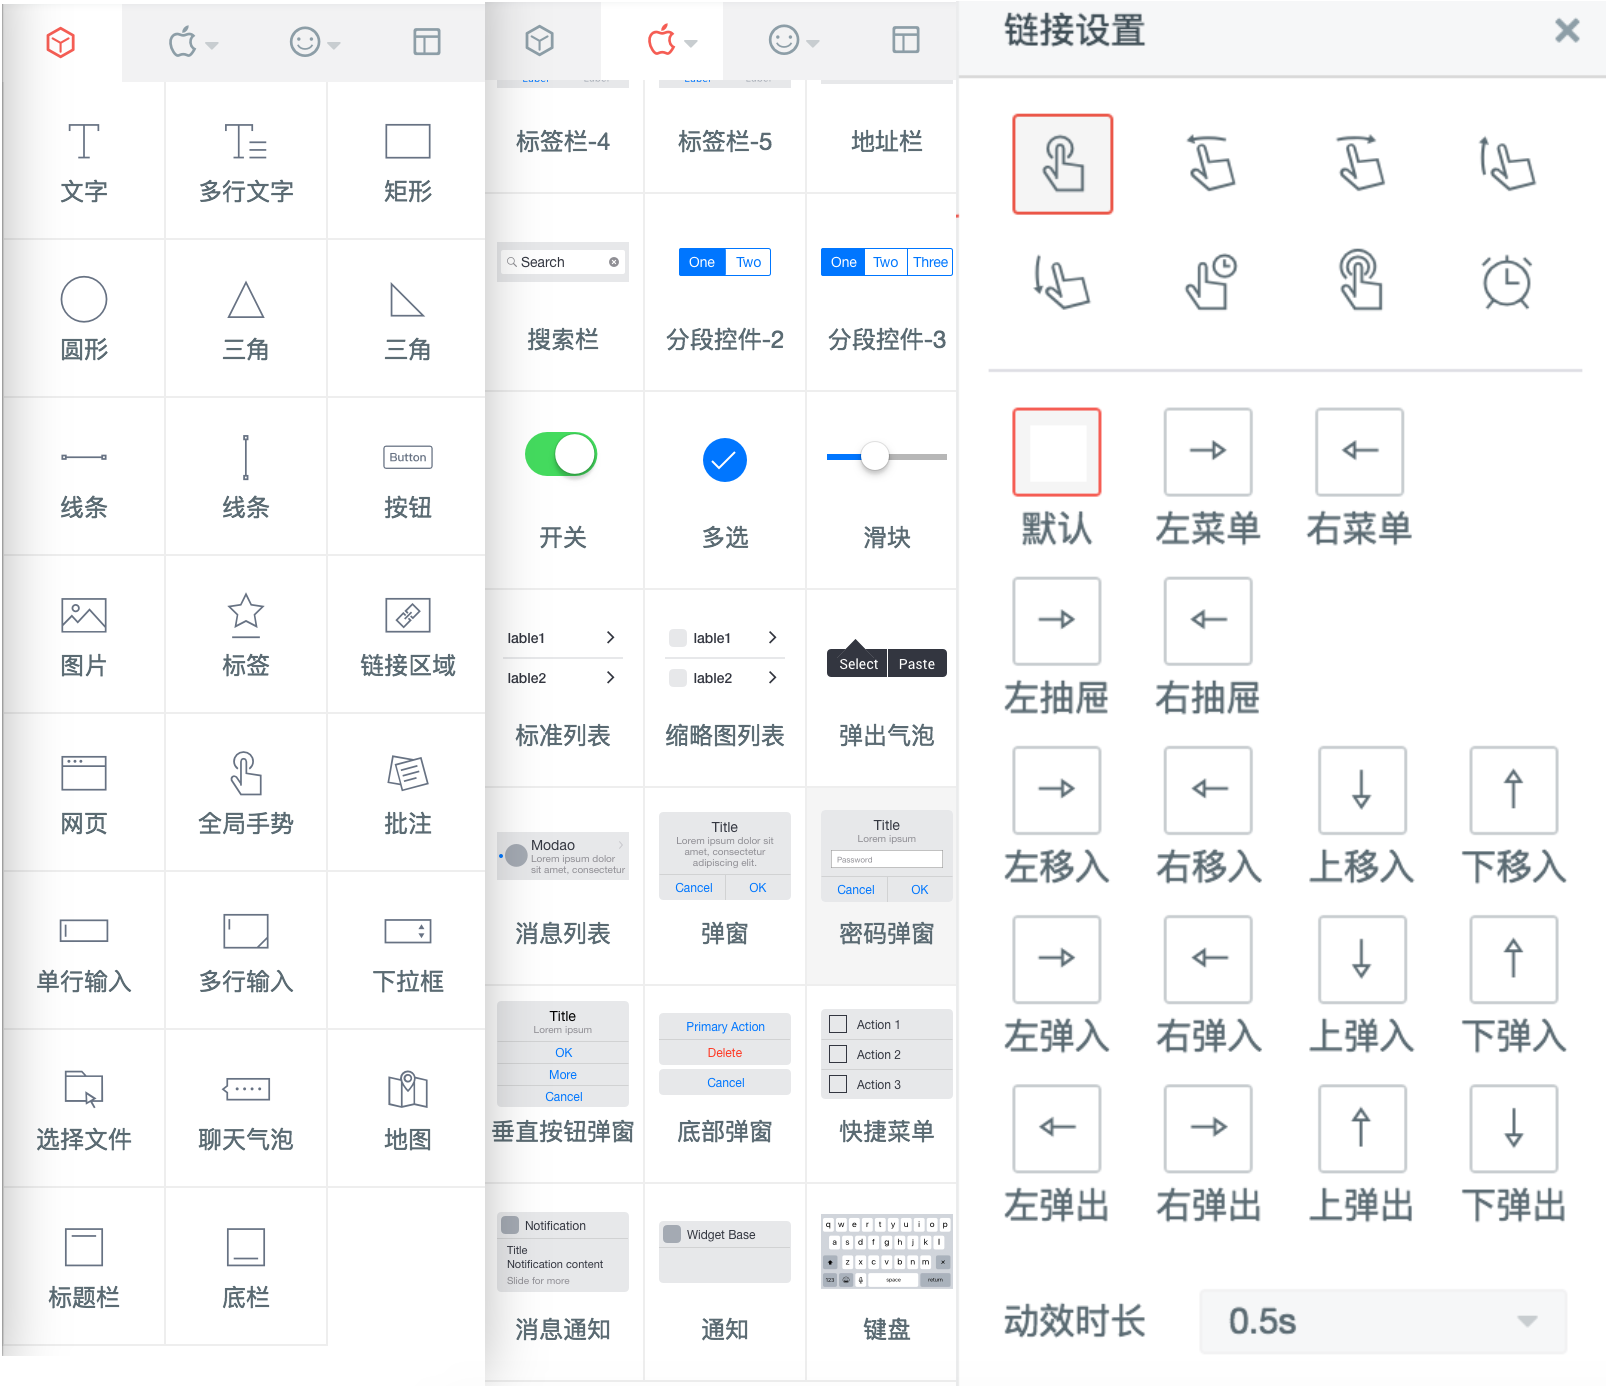 文字
多行文字
矩形
圆形
三角
三角
线条
线条
Button
按钮
图片
标签
链接区域
网页
全局手势
批注
单行输入
多行输入
下拉框
选择文件
聊天气泡
地图
标题栏
底栏
标签栏-4
标签栏-5
地址栏
Search
搜索栏
One Two
分段控件-2
One Two Three
分段控件-3
开关
多选
滑块
lable1
lable2
标准列表
lable1
lable2
缩略图列表
Select Paste
弹出气泡
Modao
Lorem ipsum dolor
sit amet, consectetur
消息列表
Title
Lorem ipsum dolor sit
amet, consectetur
adipiscing elit.
Cancel OK
弹窗
Title
Lorem ipsum
Password
Cancel OK
密码弹窗
Title
Lorem ipsum
OK
More
Cancel
垂直按钮弹窗
Primary Action
Delete
Cancel
底部弹窗
Action 1
Action 2
Action 3
快捷菜单
Notification
Title
Notification content
Slide for more
消息通知
Widget Base
通知
q w e r t y u i o p
a s d f g h j k l
z x c v b n m
123 space return
键盘
链接设置
默认 左菜单 右菜单
左抽屉 右抽屉
左移入 右移入 上移入 下移入
左弹入 右弹入 上弹入 下弹入
左弹出 右弹出 上弹出 下弹出
动效时长 0.5s